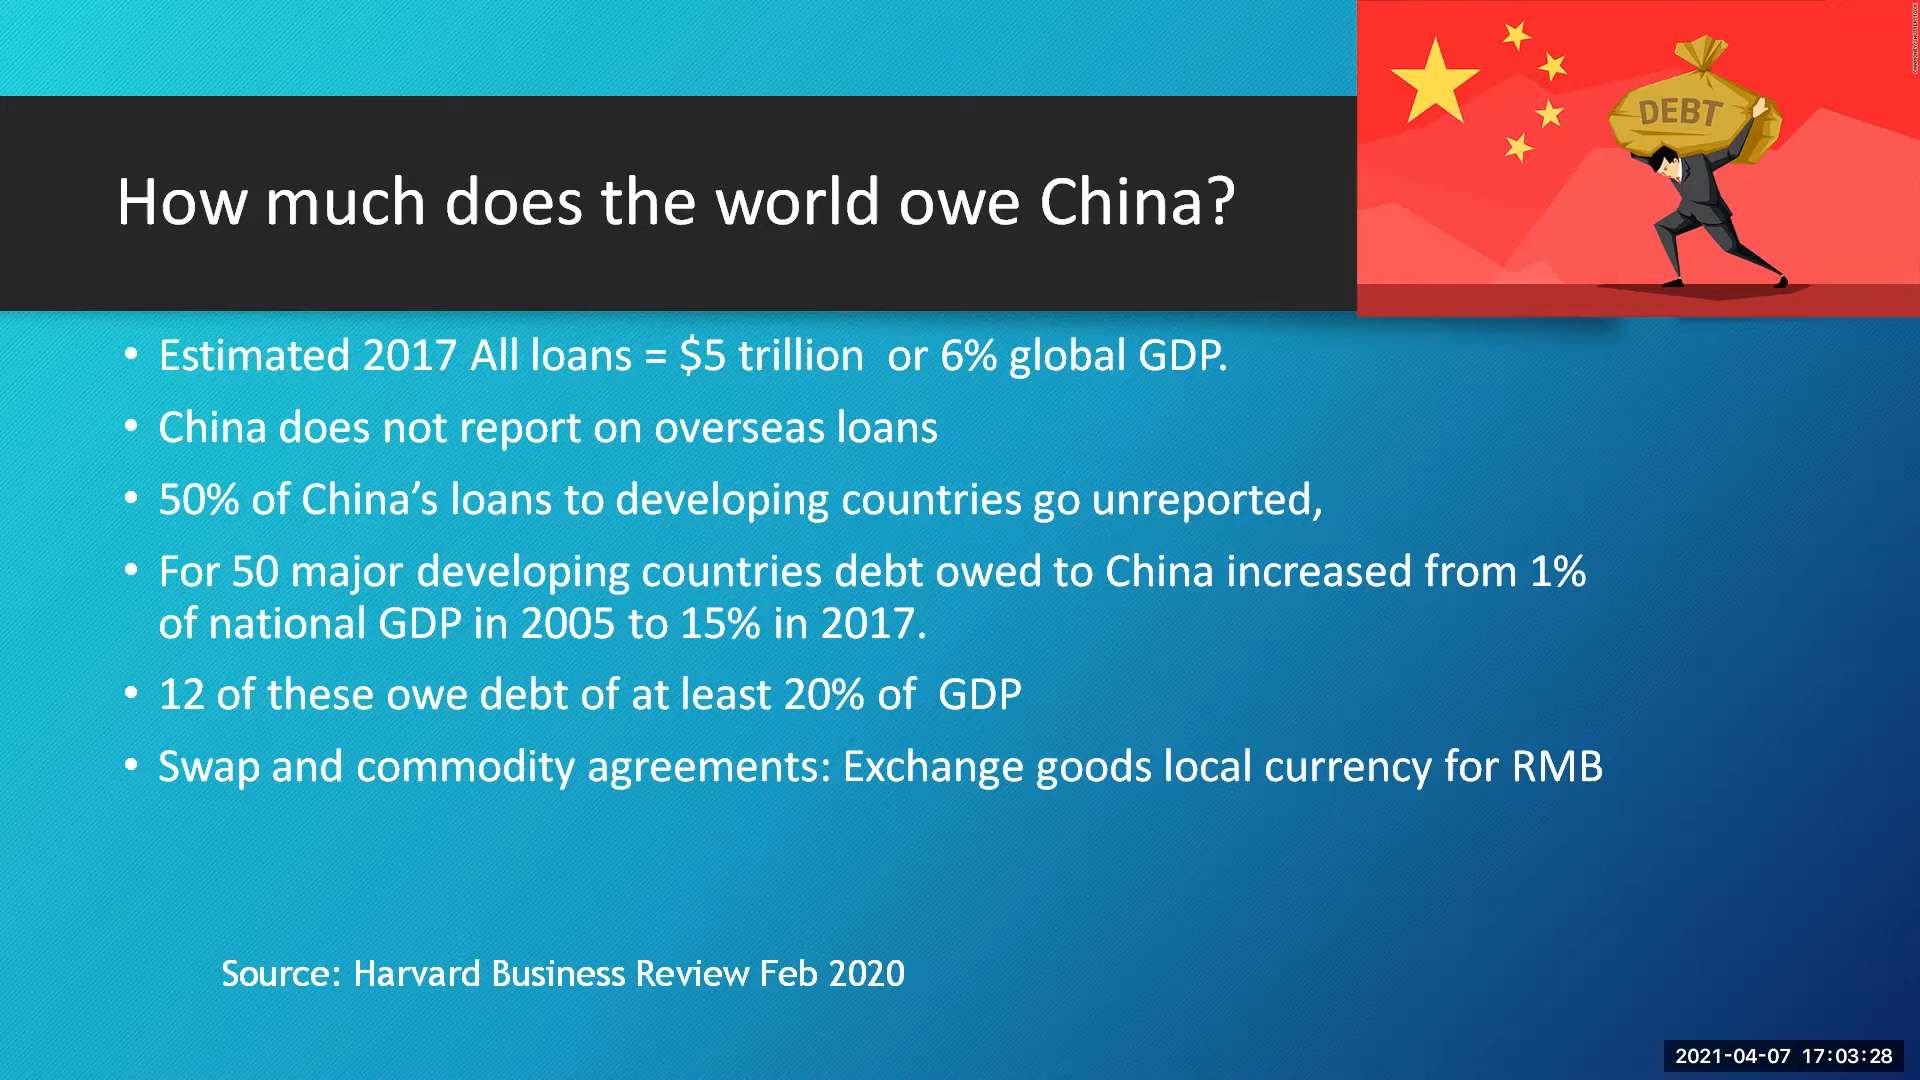 DEBT
How much does the world owe China?
• Estimated 2017 All loans = $5 trillion  or 6% global GDP.
• China does not report on overseas loans
• 50% of China’s loans to developing countries go unreported,
• For 50 major developing countries debt owed to China increased from 1%
of national GDP in 2005 to 15% in 2017.
• 12 of these owe debt of at least 20% of  GDP
• Swap and commodity agreements: Exchange goods local currency for RMB
Source: Harvard Business Review Feb 2020
2021-04-07 17:03:28